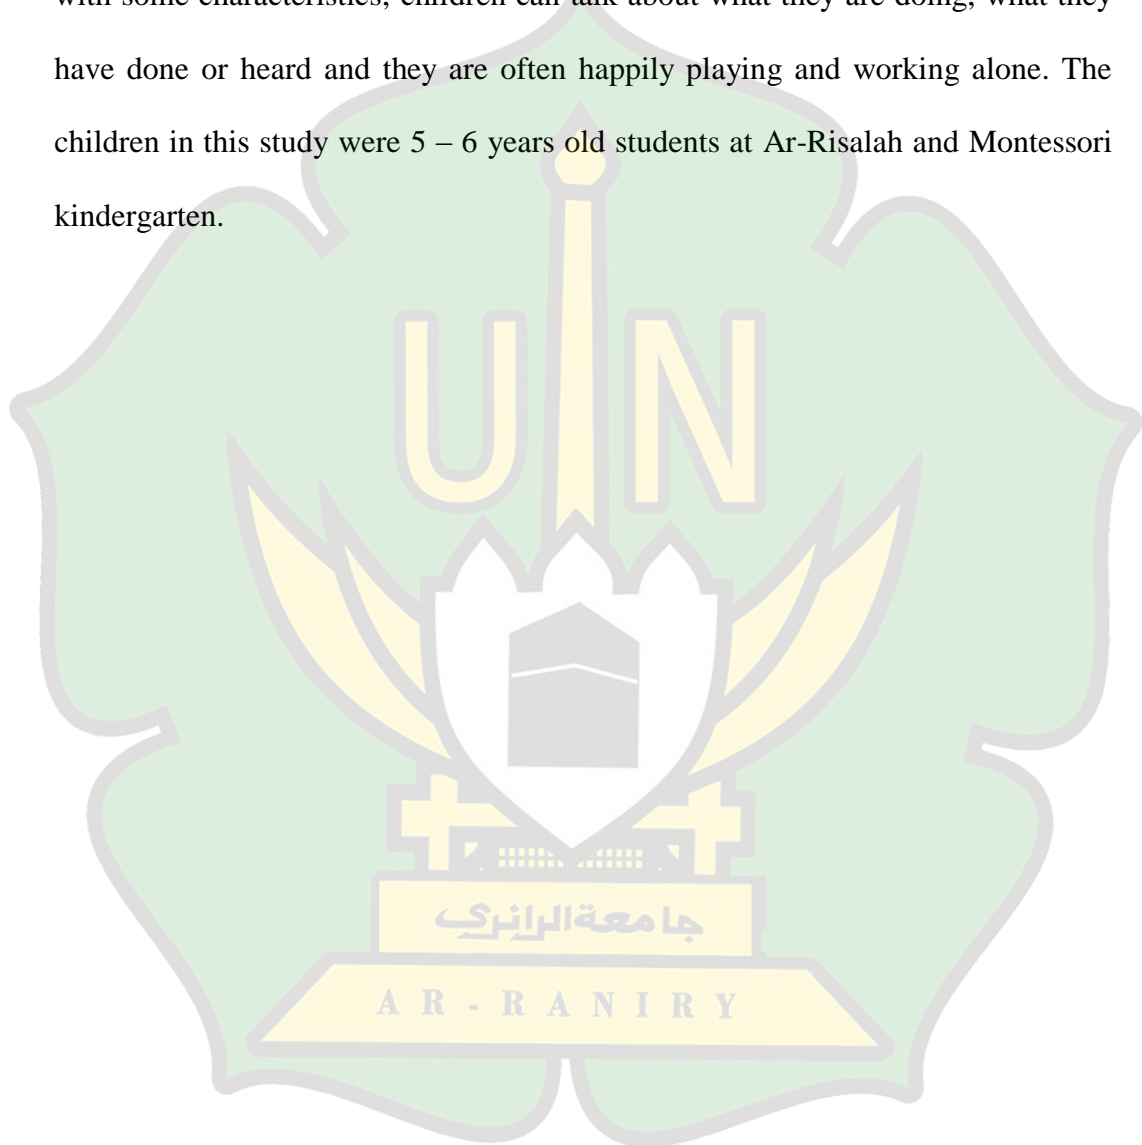 with some characteristics, children can talk about what they are doing, what they
have done or heard and they are often happily playing and working alone. The
children in this study were 5 – 6 years old students at Ar-Risalah and Montessori
kindergarten.
U N
جامعة الرانري
AR-RANIRY